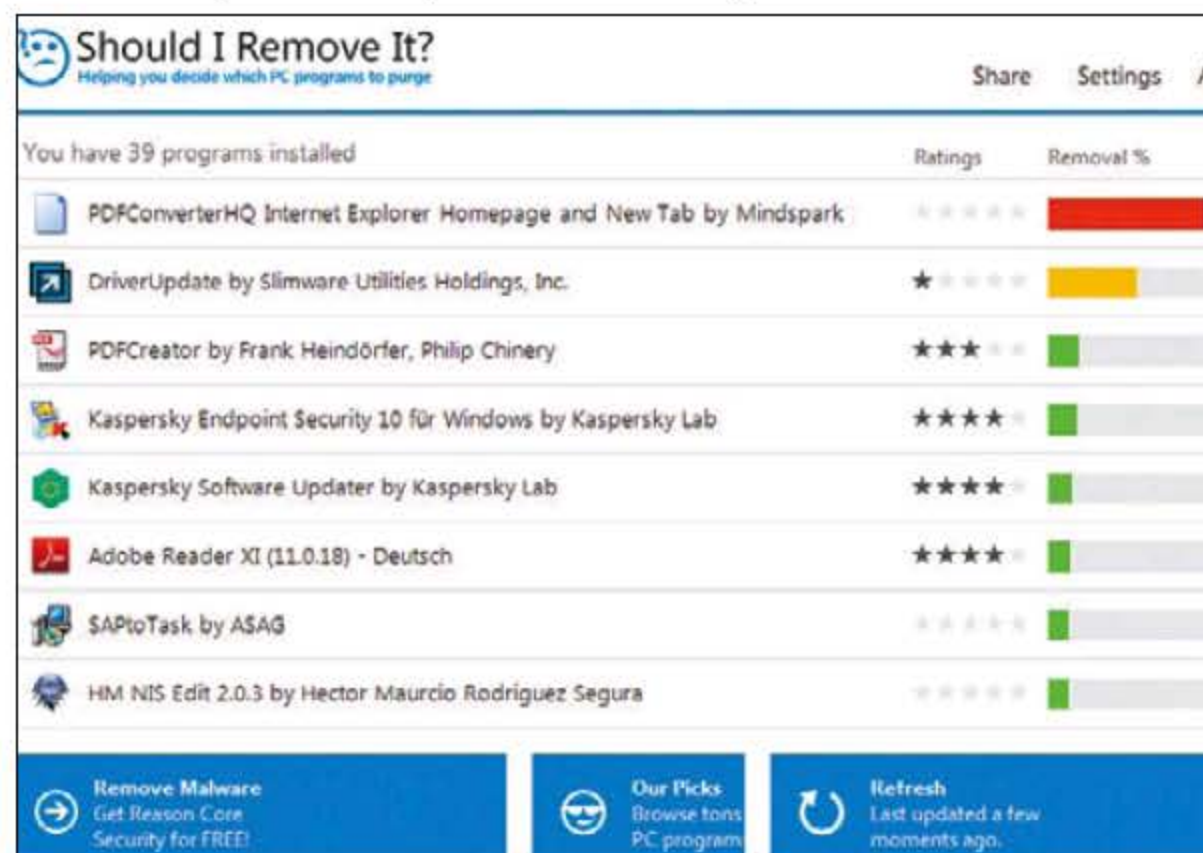 Should I Remove It?
Helping you decide which PC programs to purge
Share Settings A
You have 39 programs installed Ratings Removal %
PDFConverterHQ Internet Explorer Homepage and New Tab by Mindspark
DriverUpdate by Slimware Utilities Holdings, Inc.
PDFCreator by Frank Heindörfer, Philip Chinery
Kaspersky Endpoint Security 10 für Windows by Kaspersky Lab
Kaspersky Software Updater by Kaspersky Lab
Adobe Reader XI (11.0.18) - Deutsch
SAPtoTask by ASAG
HM NIS Edit 2.0.3 by Hector Maurcio Rodriguez Segura
Remove Malware
Get Reason Core
Security for FREE!
Our Picks
Browse tons
PC program
Refresh
Last updated a few
moments ago.